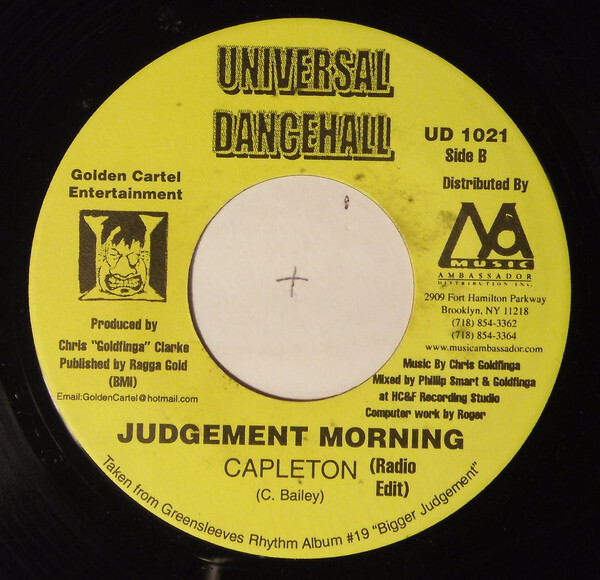 UNIVERSAL
DANCEHALL
UD 1021
Side B
Golden Cartel
Entertainment
Distributed By
MUSIC
AMBASSADOR
DISTRIBUTION INC.
2909 Fort Hamilton Parkway
Brooklyn, NY 11218
(718) 854-3362
(718) 854-3364
www.musicambassador.com
Produced by
Chris "Goldfinga" Clarke
Published by Ragga Gold
(BMI)
Email:GoldenCartel@hotmail.com
Music By Chris Goldfinga
Mixed by Phillip Smart & Goldfinga
at HC&F Recording Studio
Computer work by Roger
JUDGEMENT MORNING
CAPLETON (Radio
Edit)
(C. Bailey)
Taken from Greensleeves Rhythm Album #19 "Bigger Judgement"